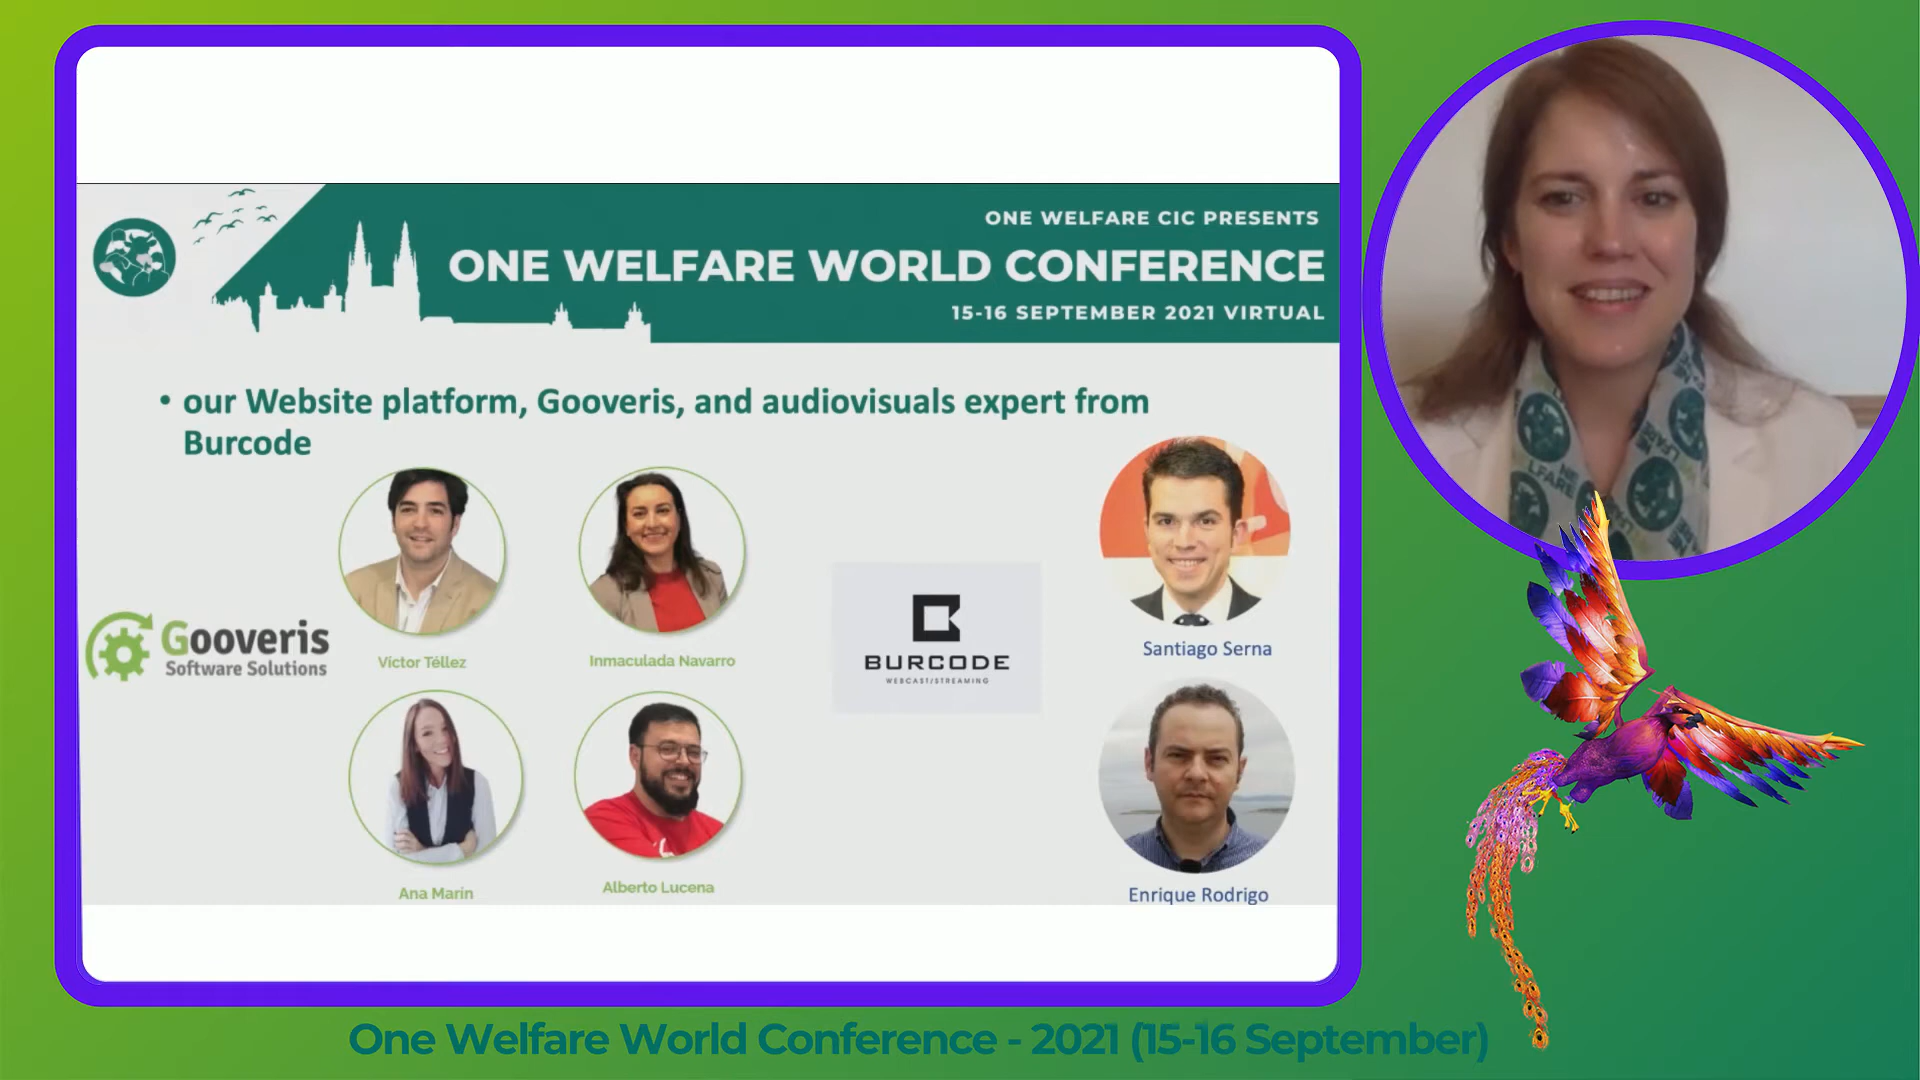 ONE WELFARE CIC PRESENTS
ONE WELFARE WORLD CONFERENCE
15-16 SEPTEMBER 2021 VIRTUAL
• our Website platform, Gooveris, and audiovisuals expert from
Burcode
Gooveris
Software Solutions
Víctor Téllez
Inmaculada Navarro
Ana Marín
Alberto Lucena
BURCODE
WEBCAST/STREAMING
Santiago Serna
Enrique Rodrigo
One Welfare World Conference - 2021 (15-16 September)